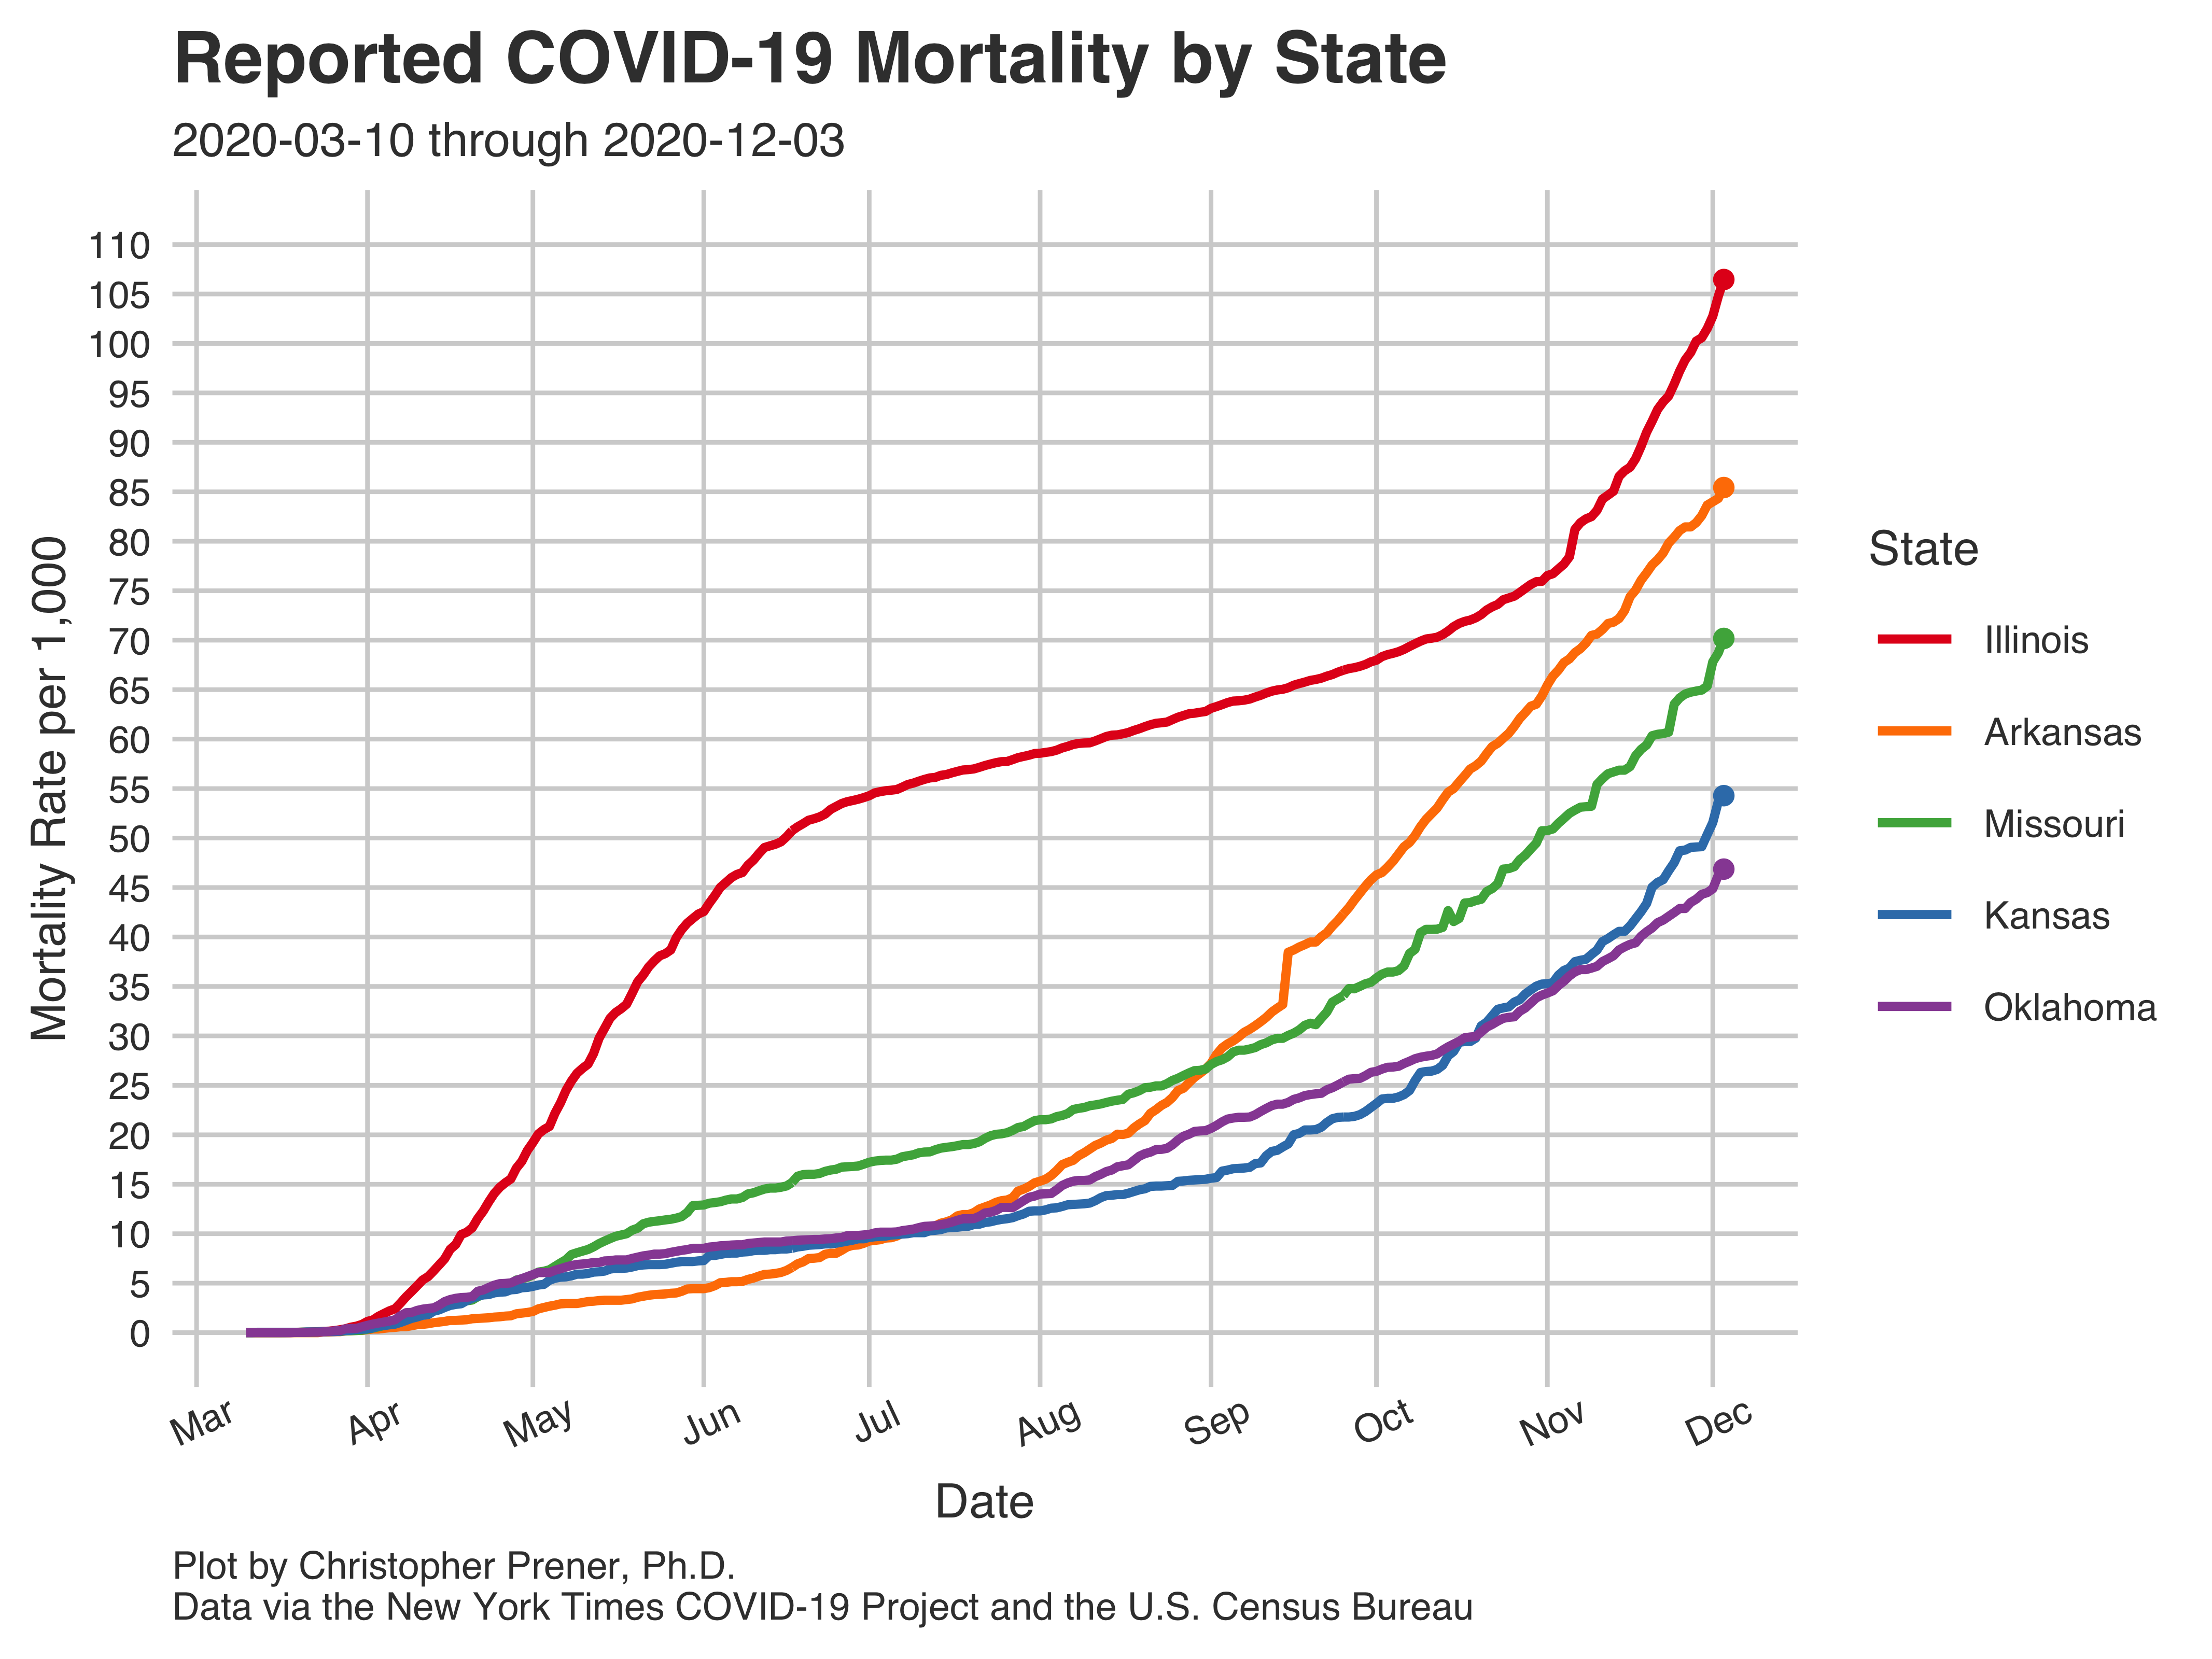 Reported COVID-19 Mortality by State
2020-03-10 through 2020-12-03
Mortality Rate per 1,000
110
105
100
95
90
85
80
75
70
65
60
55
50
45
40
35
30
25
20
15
10
5
0
Mar
Apr
May
Jun
Jul
Aug
Sep
Oct
Nov
Dec
Date
State
Illinois
Arkansas
Missouri
Kansas
Oklahoma
Plot by Christopher Prener, Ph.D.
Data via the New York Times COVID-19 Project and the U.S. Census Bureau